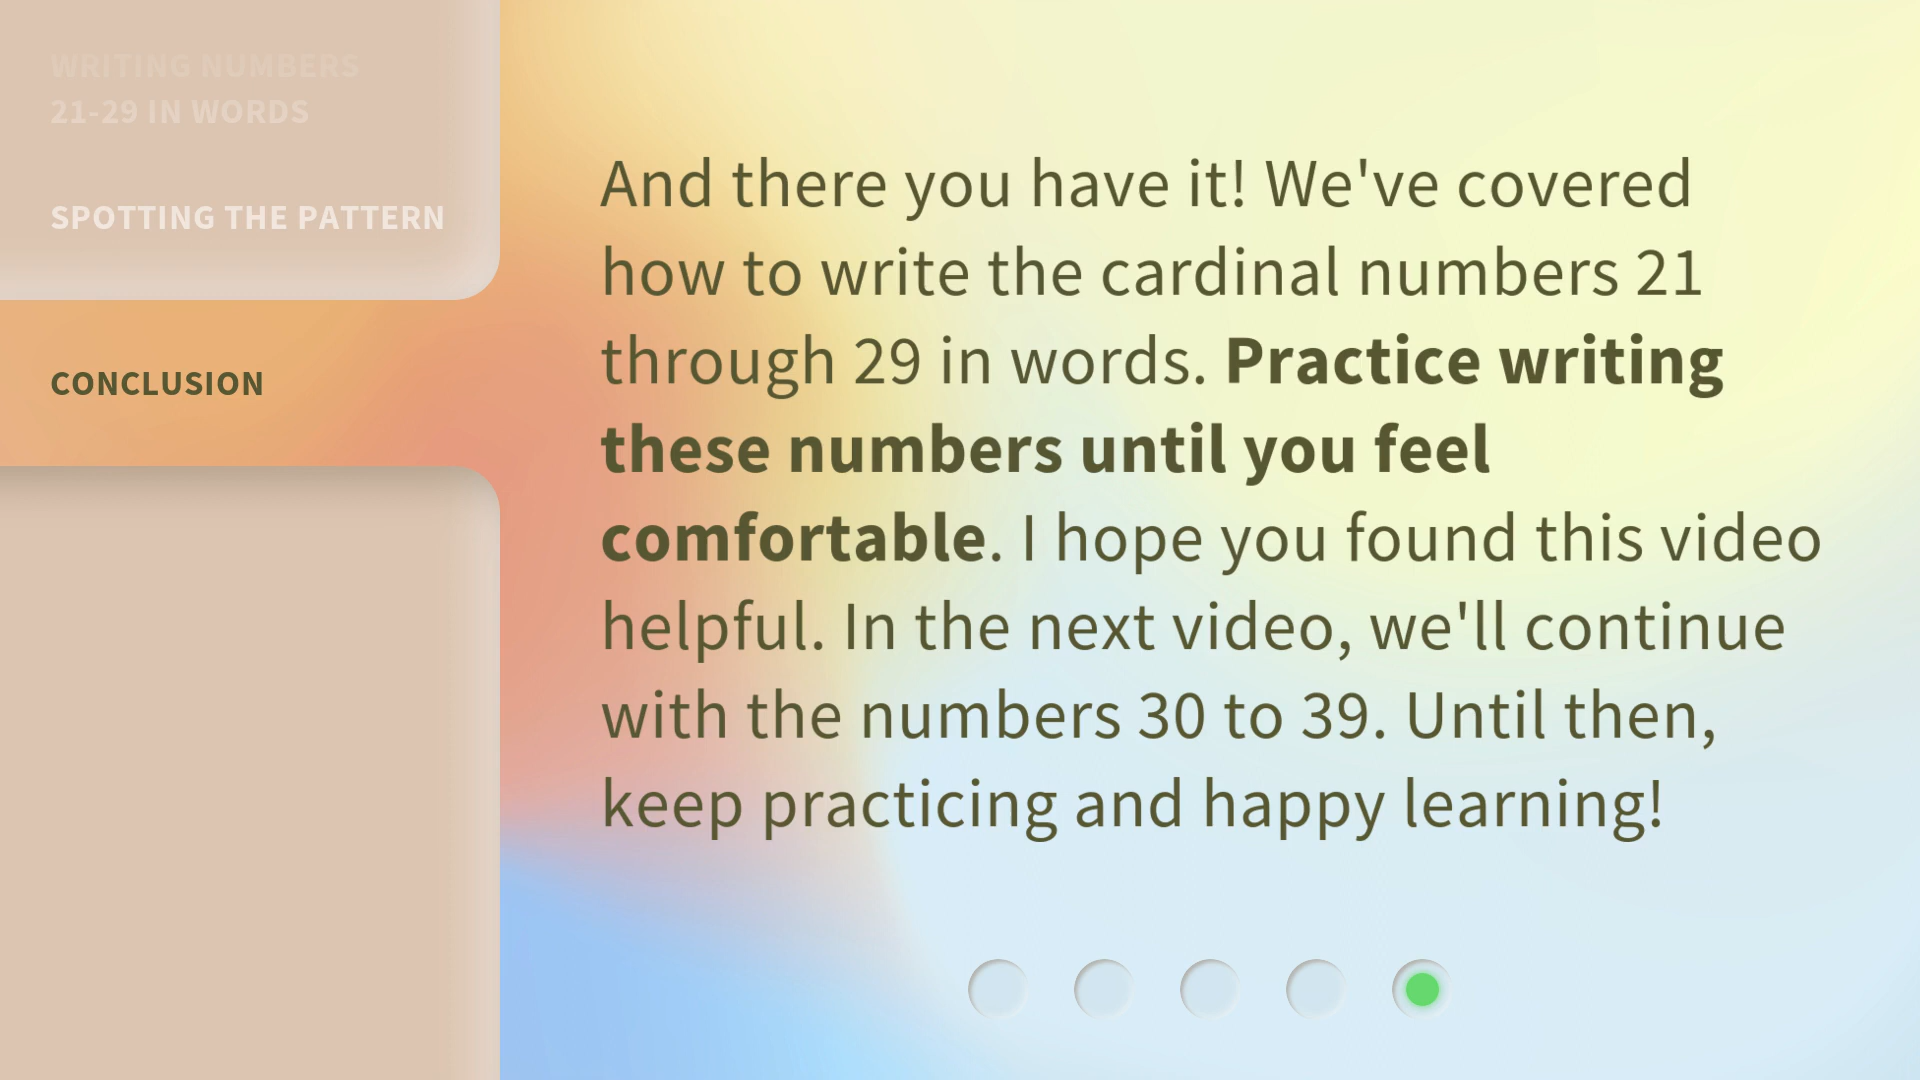 WRITING NUMBERS
21-29 IN WORDS
SPOTTING THE PATTERN
CONCLUSION
And there you have it! We've covered
how to write the cardinal numbers 21
through 29 in words. Practice writing
these numbers until you feel
comfortable. I hope you found this video
helpful. In the next video, we'll continue
with the numbers 30 to 39. Until then,
keep practicing and happy learning!